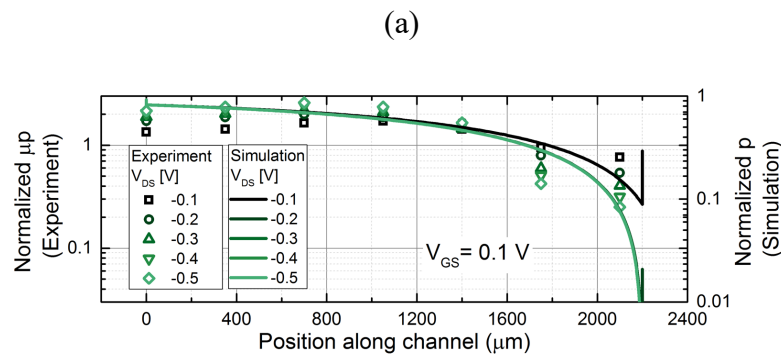 (a)
Normalized μp
(Experiment)
1
0.1
Experiment
V_DS [V]
-0.1
-0.2
-0.3
-0.4
-0.5
Simulation
V_DS [V]
-0.1
-0.2
-0.3
-0.4
-0.5
V_GS = 0.1 V
1
0.1
0.01
Normalized p
(Simulation)
0 400 800 1200 1600 2000 2400
Position along channel (μm)